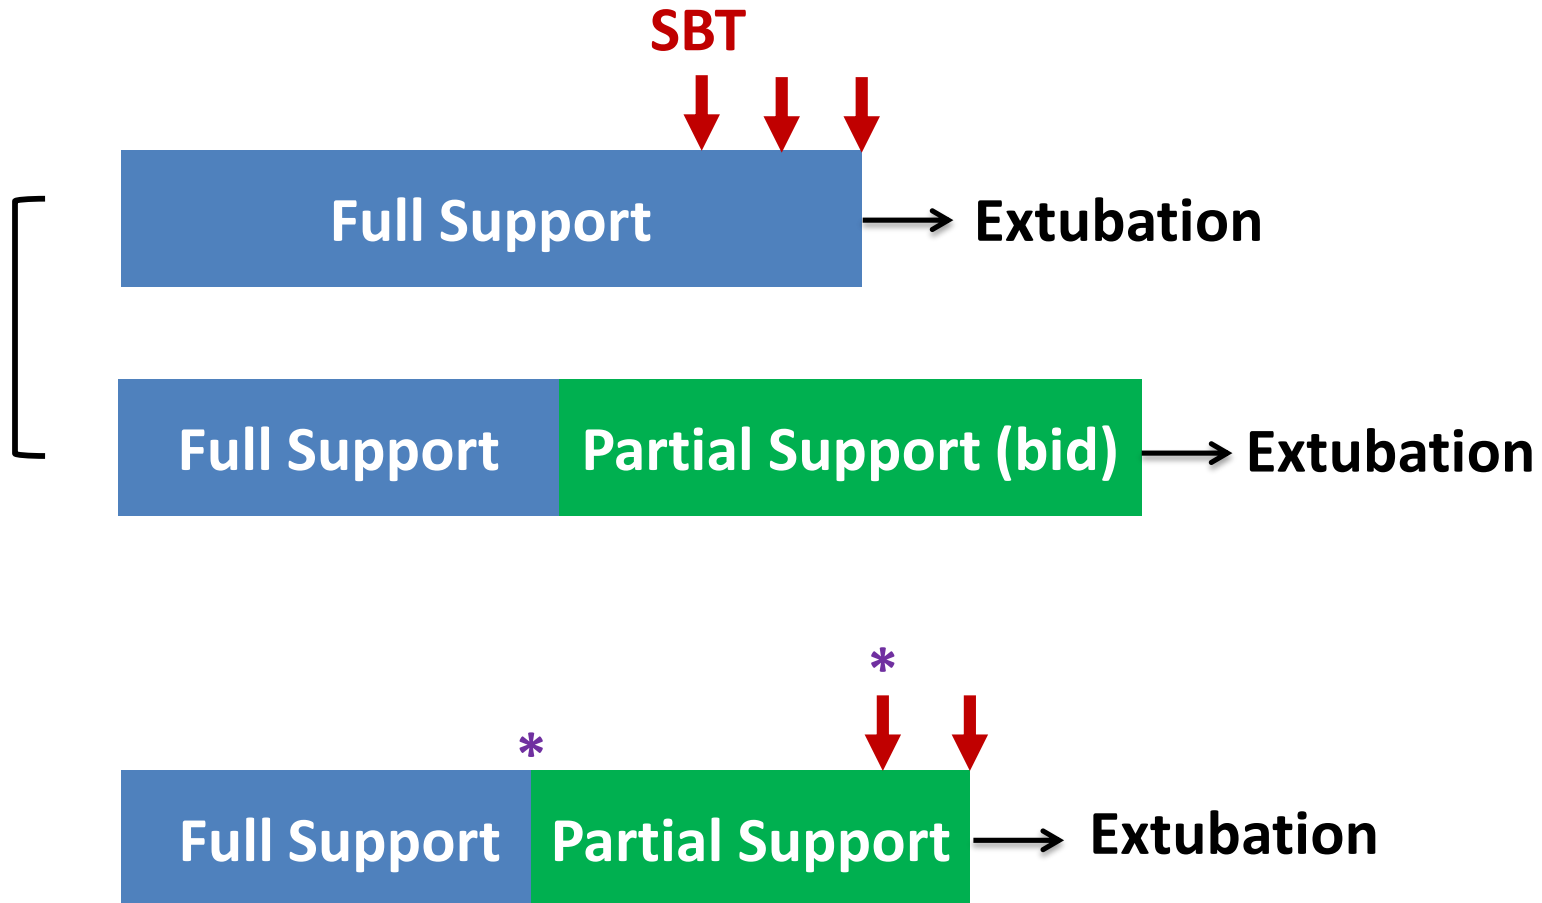 SBT
Full Support
Extubation
Full Support
Partial Support (bid)
Extubation
*
*
Full Support
Partial Support
Extubation